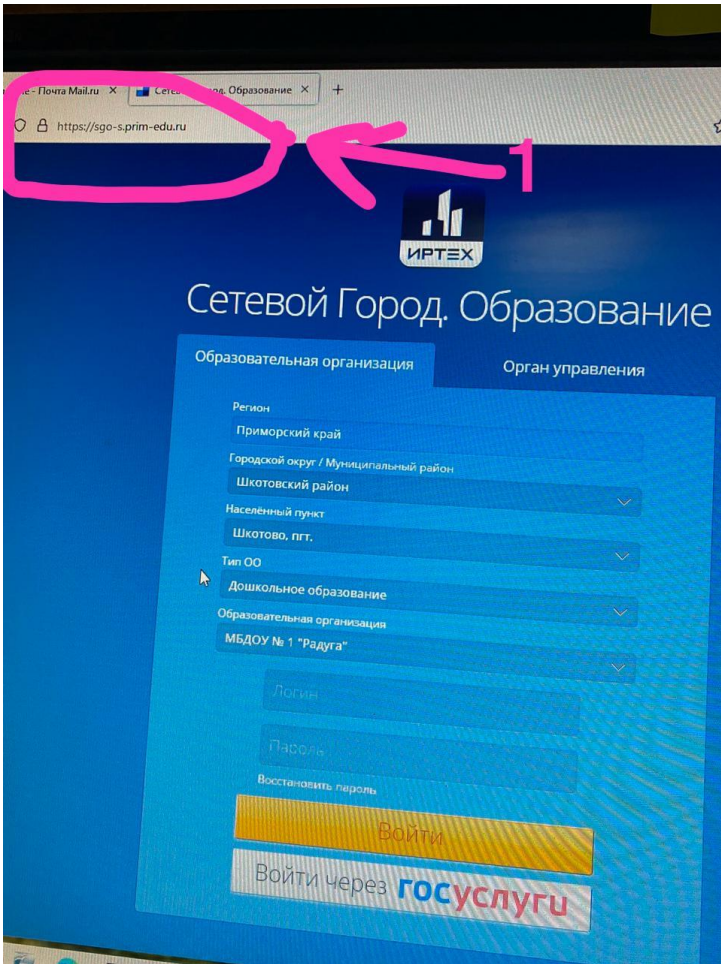 - Почта Mail.ru
Образование
https://sgo-s.prim-edu.ru
1
ИРТЕХ
Сетевой Город. Образование
Образовательная организация
Орган управления
Регион
Приморский край
Городской округ / Муниципальный район
Шкотовский район
Населённый пункт
Шкотово, пгт.
Тип ОО
Дошкольное образование
Образовательная организация
МБДОУ № 1 "Радуга"
Логин
Пароль
Восстановить пароль
Войти
Войти через госуслуги